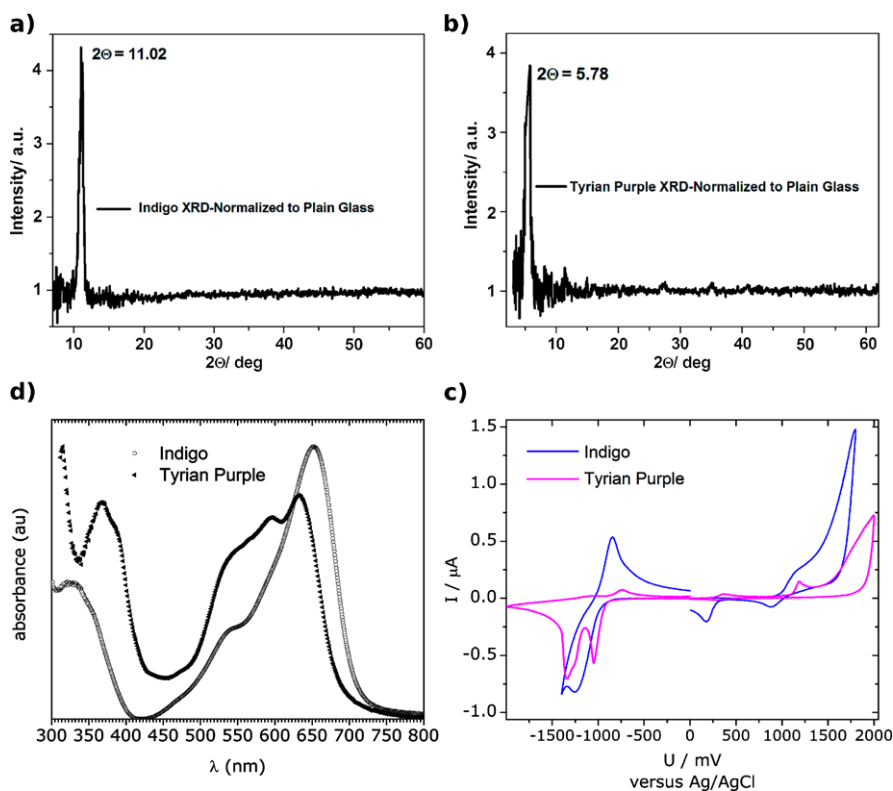 a)
2Θ = 11.02
Indigo XRD-Normalized to Plain Glass
Intensity/ a.u.
4
3
2
1
10 20 30 40 50 60
2Θ/ deg
b)
2Θ = 5.78
Tyrian Purple XRD-Normalized to Plain Glass
Intensity/ a.u.
4
3
2
1
0 10 20 30 40 50 60
2Θ/ deg
d)
Indigo
Tyrian Purple
absorbance (au)
300 350 400 450 500 550 600 650 700 750 800
λ (nm)
c)
Indigo
Tyrian Purple
I / μA
1.5
1.0
0.5
0.0
-0.5
-1.0
-1500 -1000 -500 0 500 1000 1500 2000
U / mV
versus Ag/AgCl